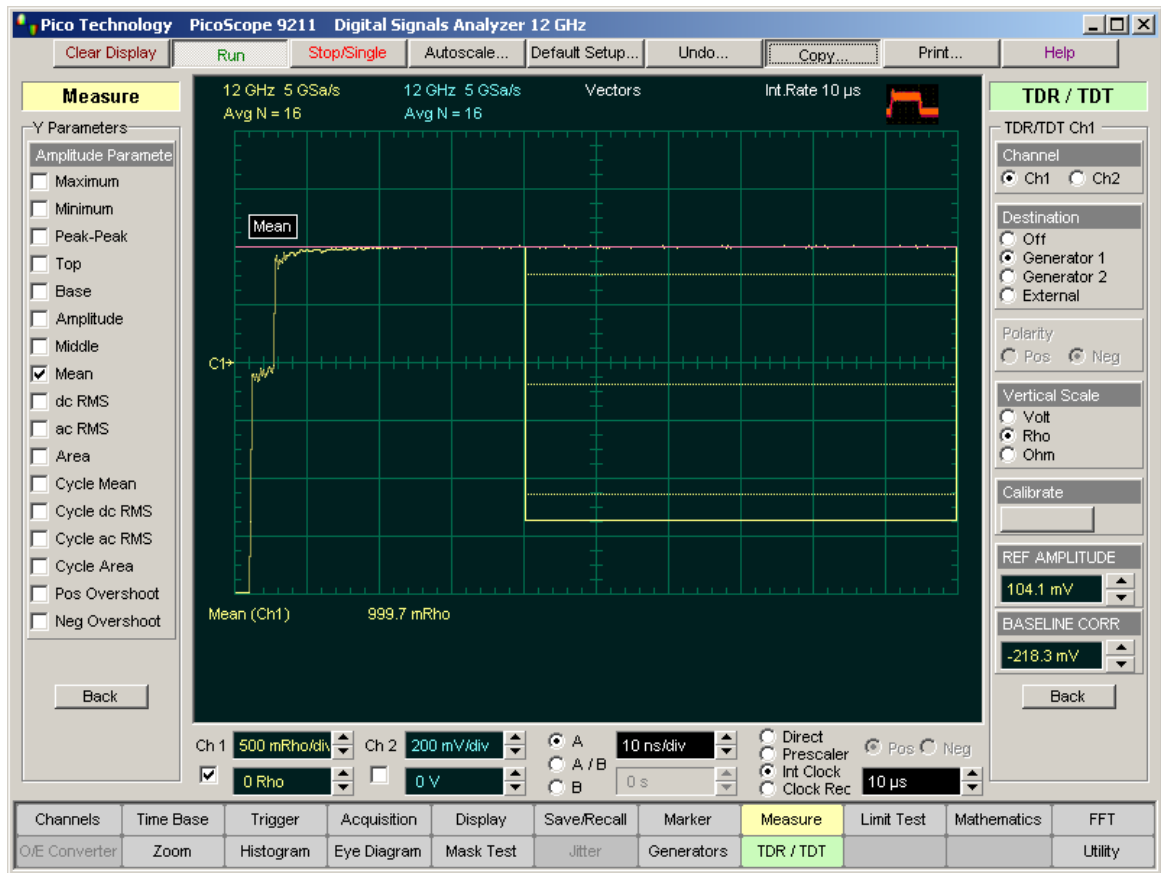 Pico Technology PicoScope 9211 Digital Signals Analyzer 12 GHz
Clear Display Run Stop/Single Autoscale... Default Setup... Undo... Copy... Print... Help
Measure
Y Parameters
Amplitude Paramete
Maximum
Minimum
Peak-Peak
Top
Base
Amplitude
Middle
Mean
dc RMS
ac RMS
Area
Cycle Mean
Cycle dc RMS
Cycle ac RMS
Cycle Area
Pos Overshoot
Neg Overshoot
Back
12 GHz 5 GSa/s 12 GHz 5 GSa/s Vectors Int.Rate 10 µs
Avg N = 16 Avg N = 16
Mean
C1
Mean (Ch1) 999.7 mRho
TDR / TDT
TDR/TDT Ch1
Channel
Ch1 Ch2
Destination
Off
Generator 1
Generator 2
External
Polarity
Pos Neg
Vertical Scale
Volt
Rho
Ohm
Calibrate
REF AMPLITUDE
104.1 mV
BASELINE CORR
-218.3 mV
Back
Ch 1 500 mRho/div Ch 2 200 mV/div A 10 ns/div Direct
A / B Prescaler Pos Neg
0 Rho 0 V B 0 s Int Clock 10 µs
Clock Rec
Channels Time Base Trigger Acquisition Display Save/Recall Marker Measure Limit Test Mathematics FFT
O/E Converter Zoom Histogram Eye Diagram Mask Test Jitter Generators TDR / TDT Utility